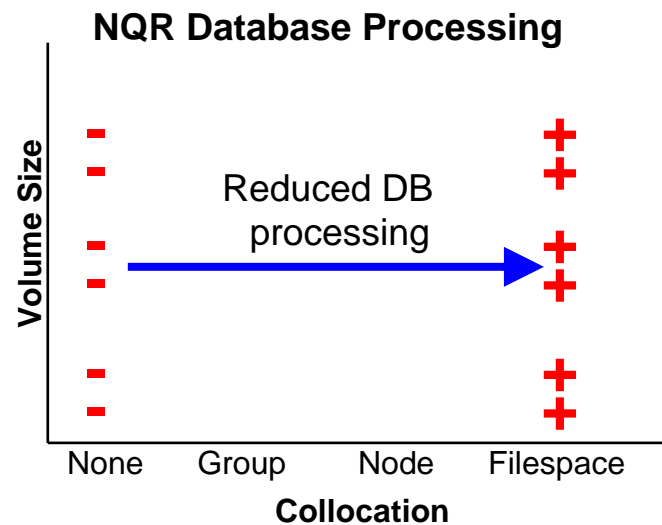 NQR Database Processing
Volume Size
Reduced DB
processing
None Group Node Filespace
Collocation